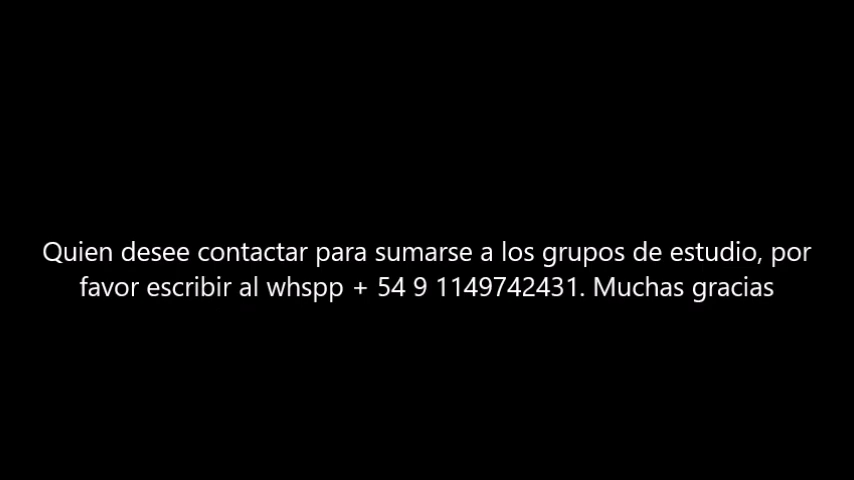 Quien desee contactar para sumarse a los grupos de estudio, por
favor escribir al whspp + 54 9 1149742431. Muchas gracias